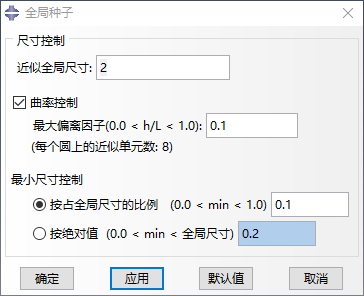 全局种子
尺寸控制
近似全局尺寸: 2
曲率控制
最大偏离因子(0.0 < h/L < 1.0): 0.1
(每个圆上的近似单元数: 8)
最小尺寸控制
按占全局尺寸的比例 (0.0 < min < 1.0) 0.1
按绝对值 (0.0 < min < 全局尺寸) 0.2
确定 应用 默认值 取消